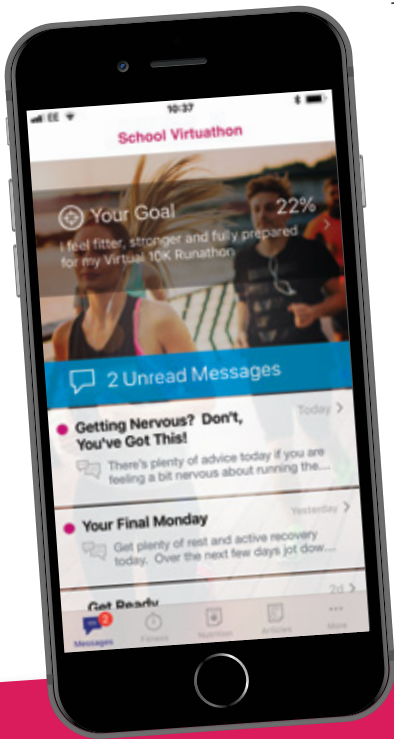 EE 10:37
School Virtuathon
Your Goal 22%
I feel fitter, stronger and fully prepared
for my Virtual 10K Runathon
2 Unread Messages
Getting Nervous? Don't, Today
You've Got This!
There's plenty of advice today if you are
feeling a bit nervous about running the....
Your Final Monday Yesterday
Get plenty of rest and active recovery
today. Over the next few days jot dow....
Get Ready 2d
2
Messages Fitness Nutrition Articles More